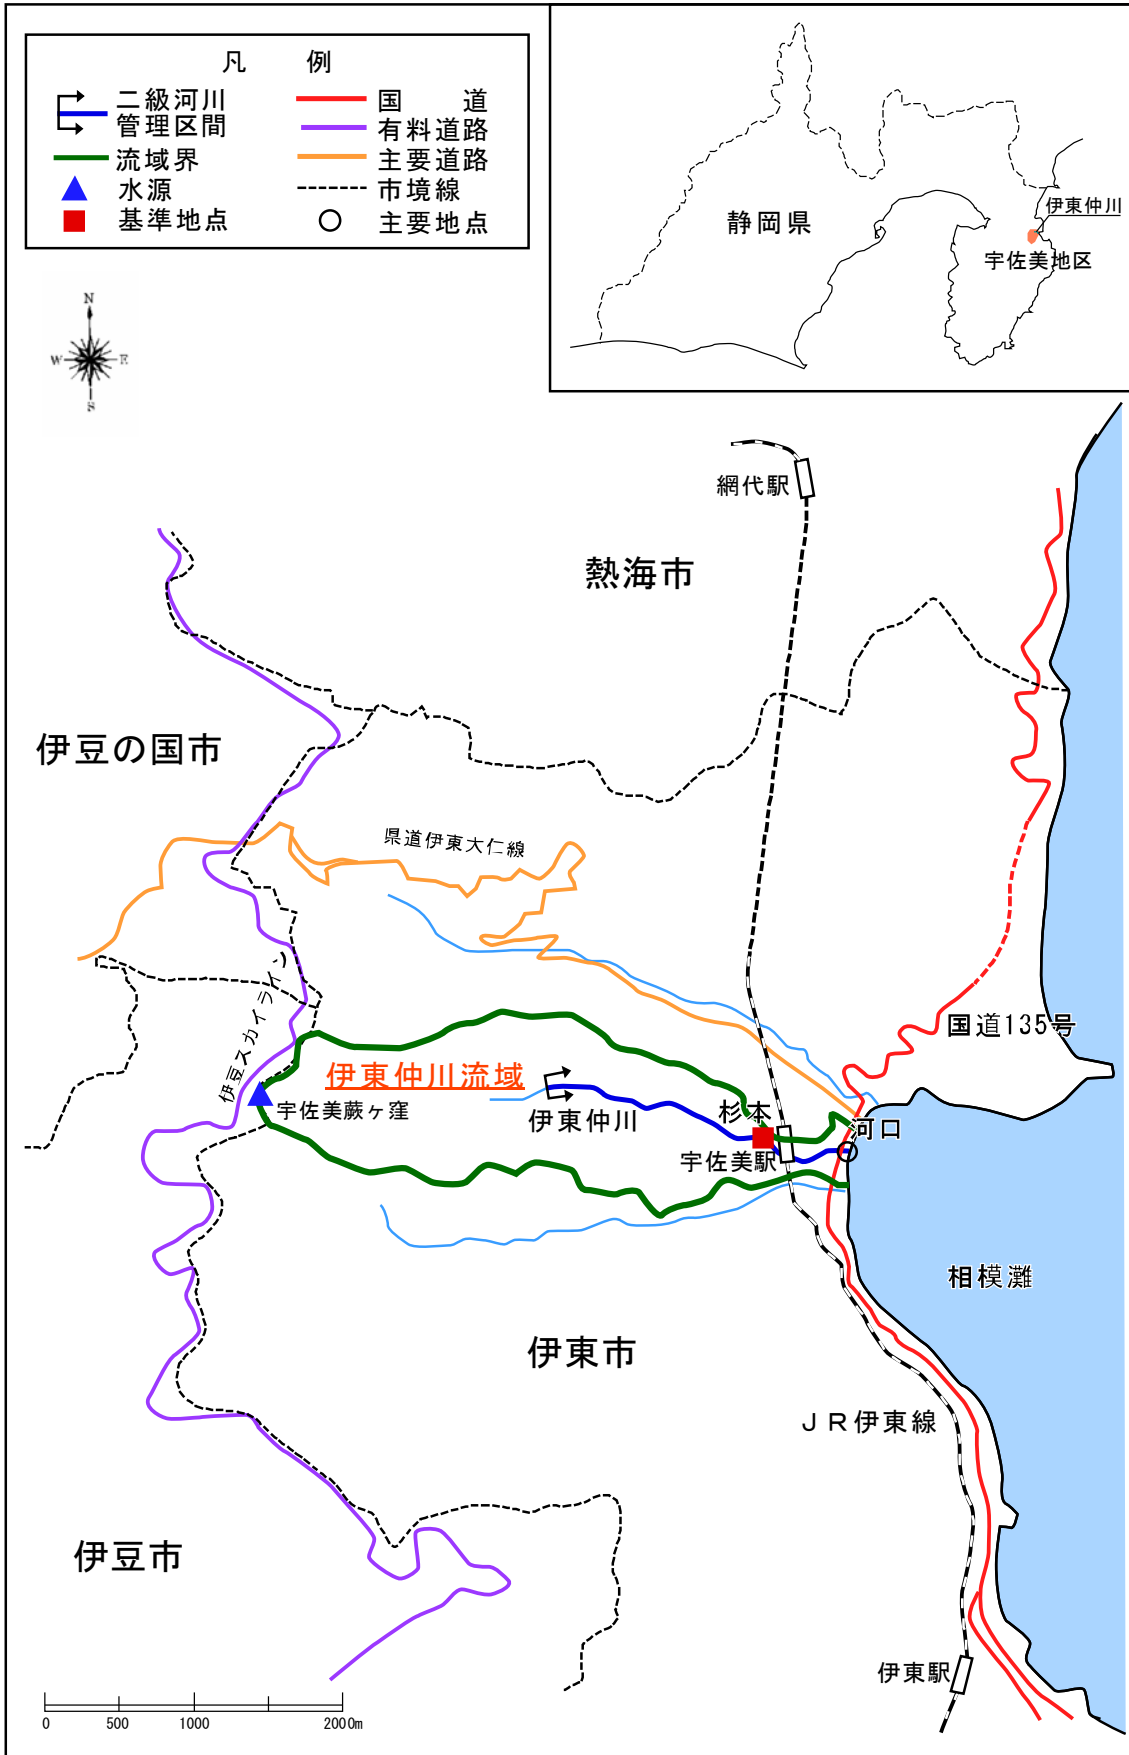 凡　例
二級河川
管理区間
流域界
水源
基準地点
国　道
有料道路
主要道路
市境線
主要地点
静岡県
伊東仲川
宇佐美地区
N
W
E
S
網代駅
熱海市
伊豆の国市
県道伊東大仁線
国道135号
伊豆スカイライン
伊東仲川流域
宇佐美蕨ヶ窪
伊東仲川
杉本
河口
宇佐美駅
相模灘
伊東市
ＪＲ伊東線
伊豆市
伊東駅
0 500 1000 2000m